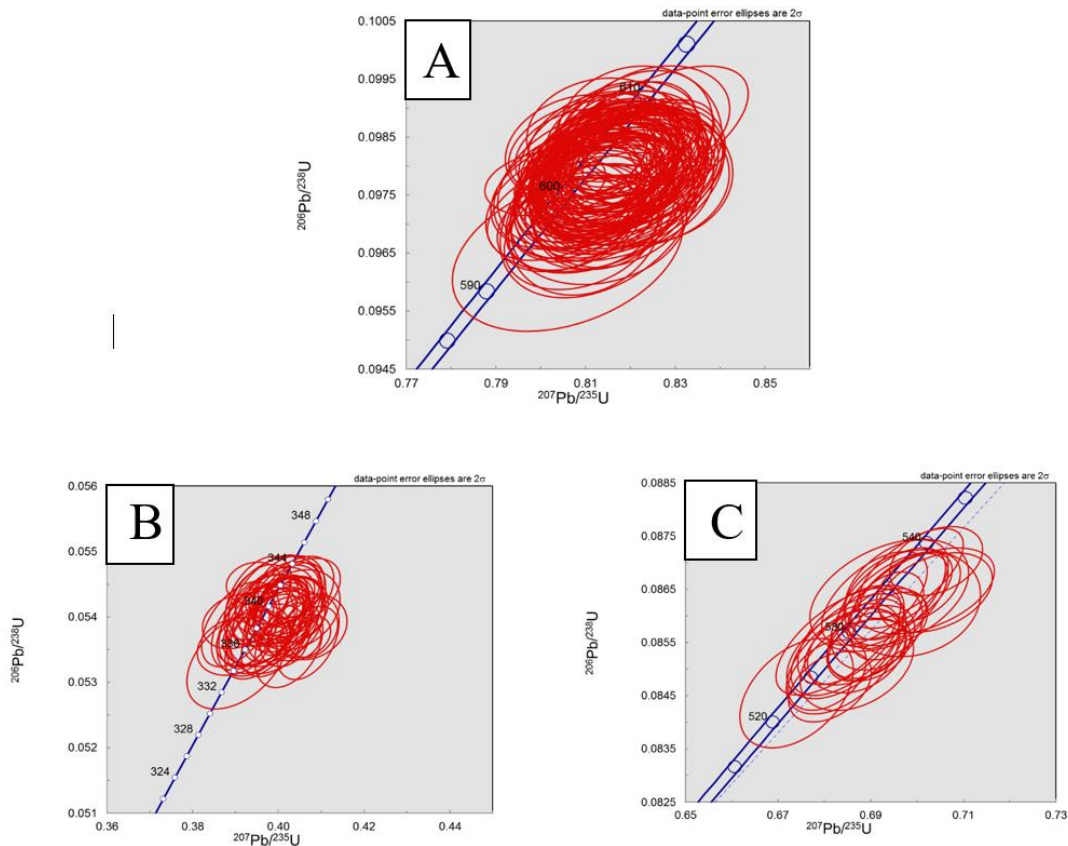 data-point error ellipses are 2σ
A
0.1005
0.0995
0.0985
0.0975
0.0965
0.0955
0.0945
610
600
590
²⁰⁶Pb/²³⁸U
0.77 0.79 0.81 0.83 0.85
²⁰⁷Pb/²³⁵U
data-point error ellipses are 2σ
B
0.056
0.055
0.054
0.053
0.052
0.051
348
344
340
336
332
328
324
²⁰⁶Pb/²³⁸U
0.36 0.38 0.40 0.42 0.44
²⁰⁷Pb/²³⁵U
data-point error ellipses are 2σ
C
0.0885
0.0875
0.0865
0.0855
0.0845
0.0835
0.0825
540
530
520
²⁰⁶Pb/²³⁸U
0.65 0.67 0.69 0.71 0.73
²⁰⁷Pb/²³⁵U